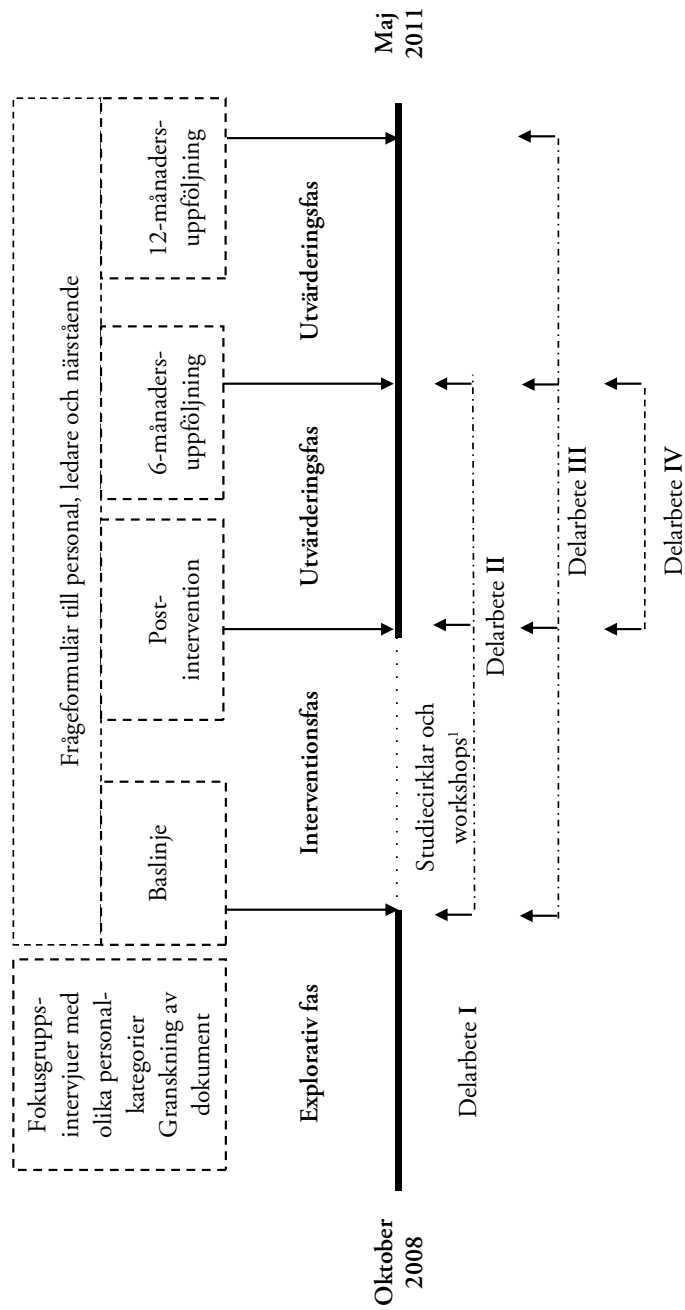 Fokusgrupps-
intervjuer med
olika personal-
kategorier
Granskning av
dokument
Frågeformulär till personal, ledare och närstående
Baslinje
Post-
intervention
6-månaders-
uppföljning
12-månaders-
uppföljning
Explorativ fas
Interventionsfas
Utvärderingsfas
Utvärderingsfas
Oktober
2008
Maj
2011
Studiecirklar och
workshops¹
Delarbete I
Delarbete II
Delarbete III
Delarbete IV